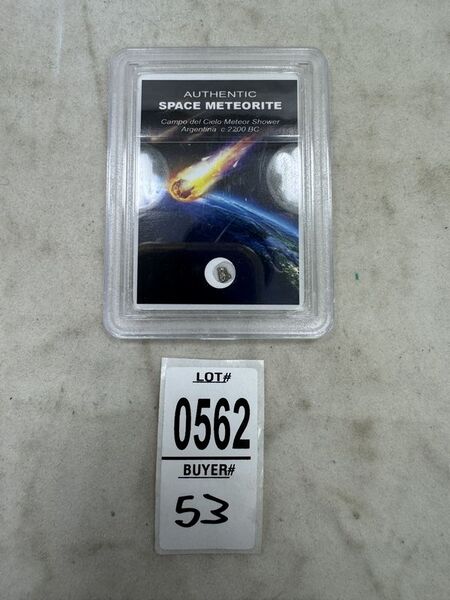 AUTHENTIC
SPACE METEORITE
Campo del Cielo Meteor Shower
Argentina c.2200 BC
LOT#
0562
BUYER#
53